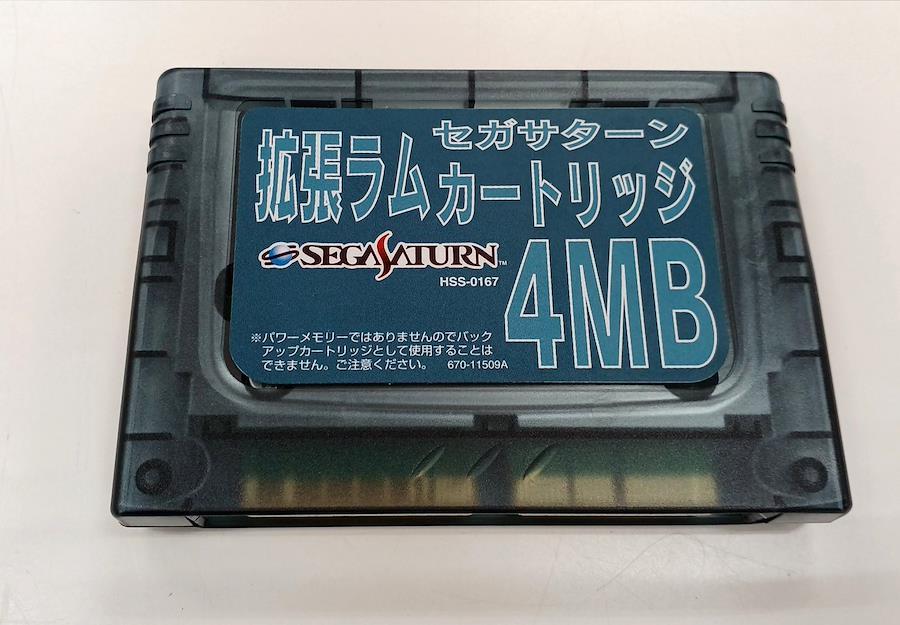 セガサターン
拡張ラムカートリッジ
SEGA SATURN™
HSS-0167
4MB
※パワーメモリーではありませんのでバック
アップカートリッジとして使用することは
できません。ご注意ください。 670-11509A